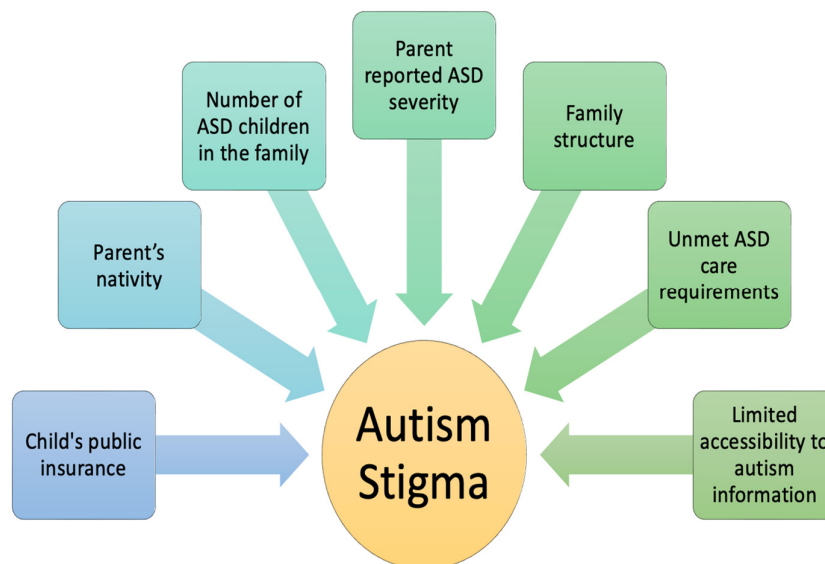 Parent
reported ASD
severity
Number of
ASD children
in the family
Family
structure
Parent’s
nativity
Unmet ASD
care
requirements
Child's public
insurance
Autism
Stigma
Limited
accessibility to
autism
information